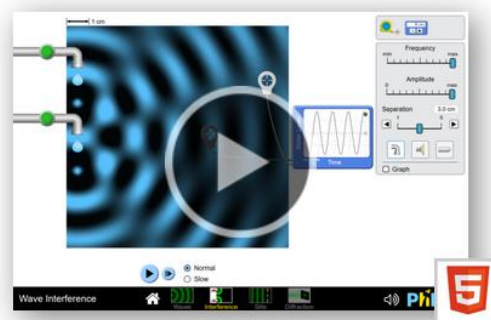 1 cm
Frequency
min max
Amplitude
0 max
Separation 3.0 cm
1 5
Time
Graph
Normal
Slow
Wave Interference
Waves
Interference
Slits
Diffraction
PhET
5